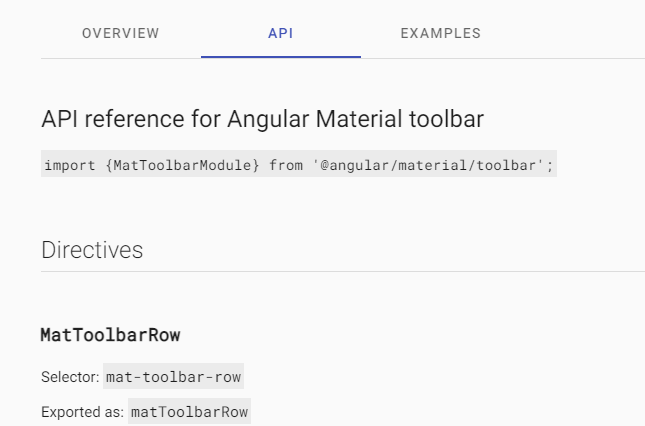 OVERVIEW API EXAMPLES
API reference for Angular Material toolbar
import {MatToolbarModule} from '@angular/material/toolbar';
Directives
MatToolbarRow
Selector: mat-toolbar-row
Exported as: matToolbarRow